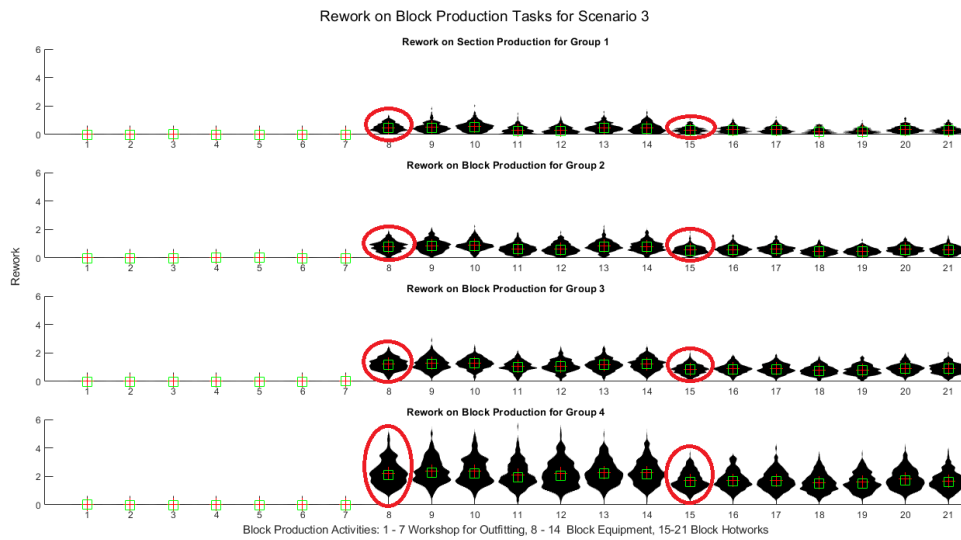 Rework on Block Production Tasks for Scenario 3
Rework on Section Production for Group 1
6
4
2
0
1 2 3 4 5 6 7 8 9 10 11 12 13 14 15 16 17 18 19 20 21
Rework on Block Production for Group 2
6
4
2
0
1 2 3 4 5 6 7 8 9 10 11 12 13 14 15 16 17 18 19 20 21
Rework
Rework on Block Production for Group 3
6
4
2
0
1 2 3 4 5 6 7 8 9 10 11 12 13 14 15 16 17 18 19 20 21
Rework on Block Production for Group 4
6
4
2
0
1 2 3 4 5 6 7 8 9 10 11 12 13 14 15 16 17 18 19 20 21
Block Production Activities: 1 - 7 Workshop for Outfitting, 8 - 14 Block Equipment, 15-21 Block Hotworks